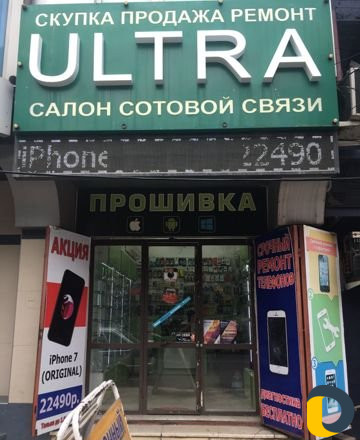 СКУПКА ПРОДАЖА РЕМОНТ
ULTRA
САЛОН СОТОВОЙ СВЯЗИ
iPhone 22490
ПРОШИВКА
АКЦИЯ
iPhone 7
(ORIGINAL)
22490р.
СРОЧНЫЙ
РЕМОНТ
ТЕЛЕФОНОВ
ДИАГНОСТИКА
БЕСПЛАТНО